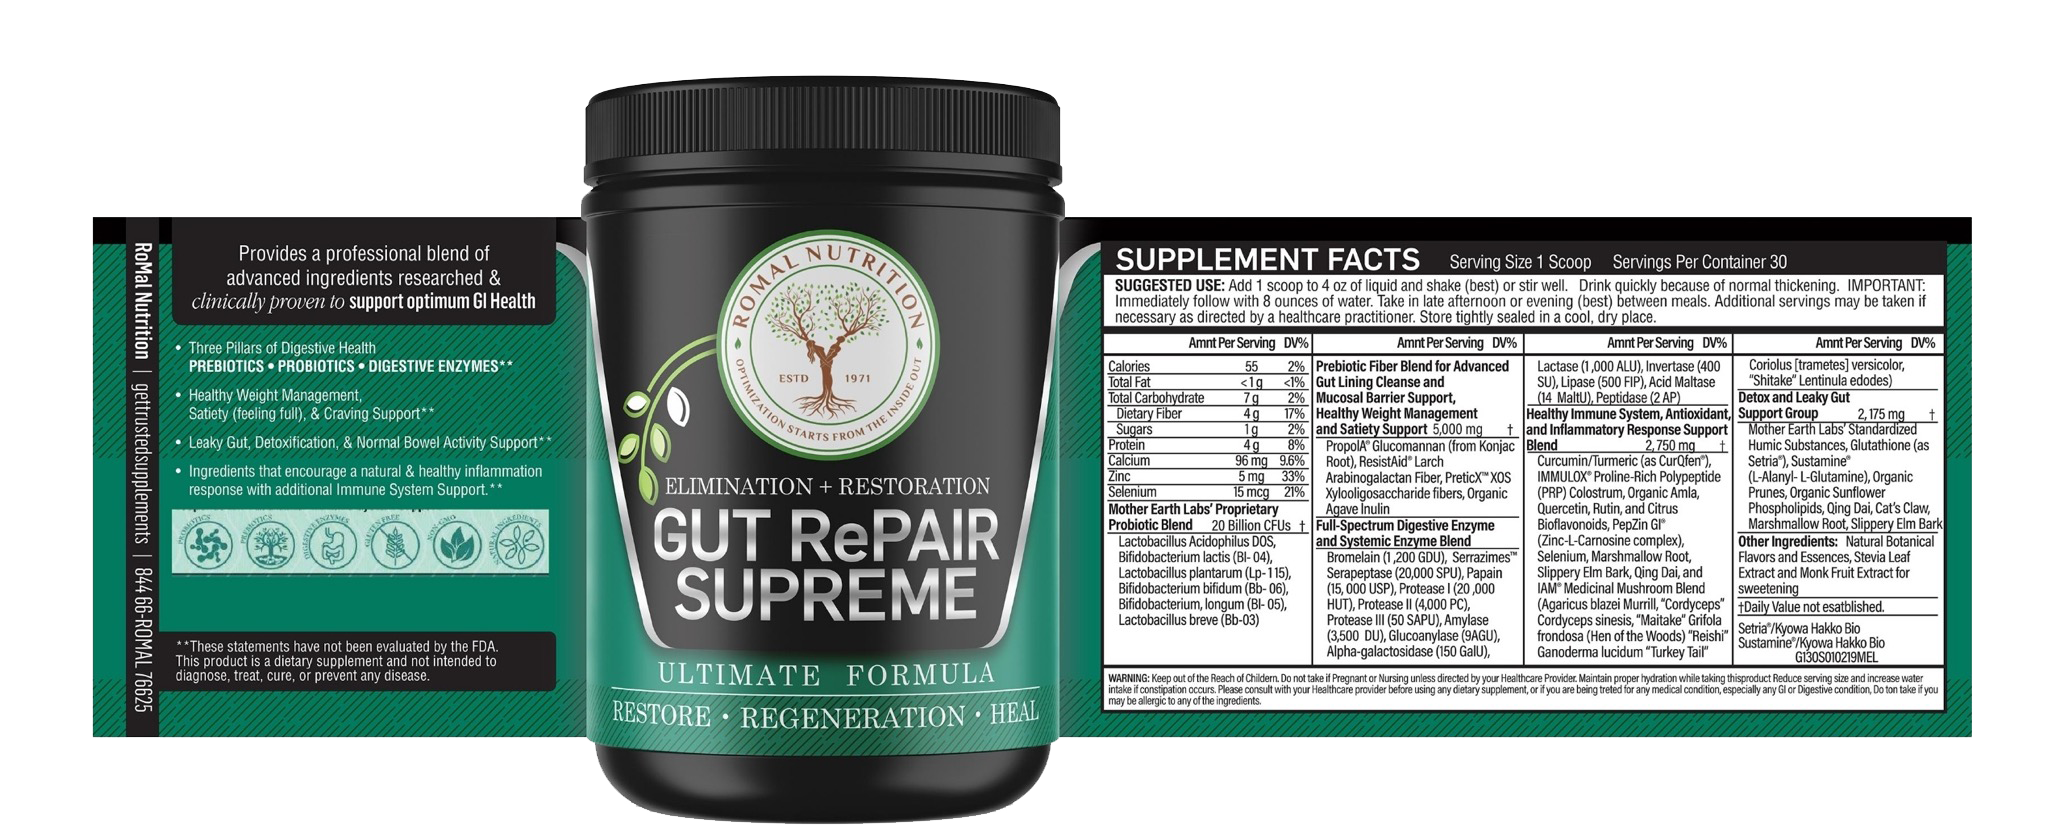 RoMal Nutrition | gettrustedsupplements | 844 66-ROMAL 76625
Provides a professional blend of
advanced ingredients researched &
clinically proven to support optimum GI Health
• Three Pillars of Digestive Health
PREBIOTICS • PROBIOTICS • DIGESTIVE ENZYMES**
• Healthy Weight Management,
Satiety (feeling full), & Craving Support**
• Leaky Gut, Detoxification, & Normal Bowel Activity Support**
• Ingredients that encourage a natural & healthy inflammation
response with additional Immune System Support.**
PROBIOTICS
PREBIOTICS
DIGESTIVE ENZYMES
GLUTEN FREE
NON-GMO
NATURAL INGREDIENTS
**These statements have not been evaluated by the FDA.
This product is a dietary supplement and not intended to
diagnose, treat, cure, or prevent any disease.
ROMAL NUTRITION
ESTD 1971
OPTIMIZATION STARTS FROM THE INSIDE OUT
ELIMINATION + RESTORATION
GUT RePAIR
SUPREME
ULTIMATE FORMULA
RESTORE • REGENERATION • HEAL
SUPPLEMENT FACTS Serving Size 1 Scoop Servings Per Container 30
SUGGESTED USE: Add 1 scoop to 4 oz of liquid and shake (best) or stir well. Drink quickly because of normal thickening. IMPORTANT:
Immediately follow with 8 ounces of water. Take in late afternoon or evening (best) between meals. Additional servings may be taken if
necessary as directed by a healthcare practitioner. Store tightly sealed in a cool, dry place.
Amnt Per Serving DV%
Calories 55 2%
Total Fat <1 g <1%
Total Carbohydrate 7 g 2%
Dietary Fiber 4 g 17%
Sugars 1 g 2%
Protein 4 g 8%
Calcium 96 mg 9.6%
Zinc 5 mg 33%
Selenium 15 mcg 21%
Mother Earth Labs' Proprietary
Probiotic Blend 20 Billion CFUs †
Lactobacillus Acidophilus DOS,
Bifidobacterium lactis (Bl- 04),
Lactobacillus plantarum (Lp-115),
Bifidobacterium bifidum (Bb- 06),
Bifidobacterium, longum (Bl- 05),
Lactobacillus breve (Bb-03)
Amnt Per Serving DV%
Prebiotic Fiber Blend for Advanced
Gut Lining Cleanse and
Mucosal Barrier Support,
Healthy Weight Management
and Satiety Support 5,000 mg †
PropolA® Glucomannan (from Konjac
Root), ResistAid® Larch
Arabinogalactan Fiber, PreticX™ XOS
Xylooligosaccharide fibers, Organic
Agave Inulin
Full-Spectrum Digestive Enzyme
and Systemic Enzyme Blend
Bromelain (1,200 GDU), Serrazimes™
Serapeptase (20,000 SPU), Papain
(15, 000 USP), Protease I (20 ,000
HUT), Protease II (4,000 PC),
Protease III (50 SAPU), Amylase
(3,500 DU), Glucoanylase (9AGU),
Alpha-galactosidase (150 GalU),
Amnt Per Serving DV%
Lactase (1,000 ALU), Invertase (400
SU), Lipase (500 FIP), Acid Maltase
(14 MaltU), Peptidase (2 AP)
Healthy Immune System, Antioxidant,
and Inflammatory Response Support
Blend 2,750 mg †
Curcumin/Turmeric (as CurQfen®),
IMMULOX® Proline-Rich Polypeptide
(PRP) Colostrum, Organic Amla,
Quercetin, Rutin, and Citrus
Bioflavonoids, PepZin GI®
(Zinc-L-Carnosine complex),
Selenium, Marshmallow Root,
Slippery Elm Bark, Qing Dai, and
IAM® Medicinal Mushroom Blend
(Agaricus blazei Murrill, "Cordyceps"
Cordyceps sinesis, "Maitake" Grifola
frondosa (Hen of the Woods) "Reishi"
Ganoderma lucidum "Turkey Tail"
Amnt Per Serving DV%
Coriolus [trametes] versicolor,
"Shitake" Lentinula edodes)
Detox and Leaky Gut
Support Group 2,175 mg †
Mother Earth Labs' Standardized
Humic Substances, Glutathione (as
Setria®), Sustamine®
(L-Alanyl- L-Glutamine), Organic
Prunes, Organic Sunflower
Phospholipids, Qing Dai, Cat's Claw,
Marshmallow Root, Slippery Elm Bark
Other Ingredients: Natural Botanical
Flavors and Essences, Stevia Leaf
Extract and Monk Fruit Extract for
sweetening
†Daily Value not esatblished.
Setria®/Kyowa Hakko Bio
Sustamine®/Kyowa Hakko Bio
GI30S010219MEL
WARNING: Keep out of the Reach of Childern. Do not take if Pregnant or Nursing unless directed by your Healthcare Provider. Maintain proper hydration while taking thisproduct Reduce serving size and increase water
intake if constipation occurs. Please consult with your Healthcare provider before using any dietary supplement, or if you are being treted for any medical condition, especially any GI or Digestive condition, Do ton take if you
may be allergic to any of the ingredients.